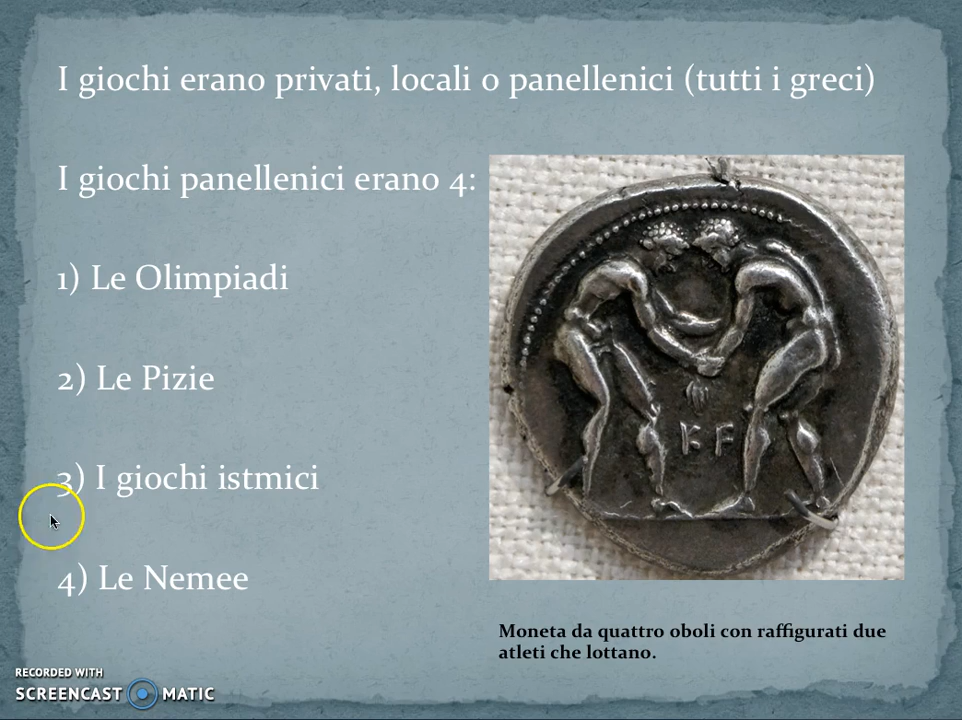 I giochi erano privati, locali o panellenici (tutti i greci)
I giochi panellenici erano 4:
1) Le Olimpiadi
2) Le Pizie
3) I giochi istmici
4) Le Nemee
KF
Moneta da quattro oboli con raffigurati due
atleti che lottano.
RECORDED WITH
SCREENCAST MATIC